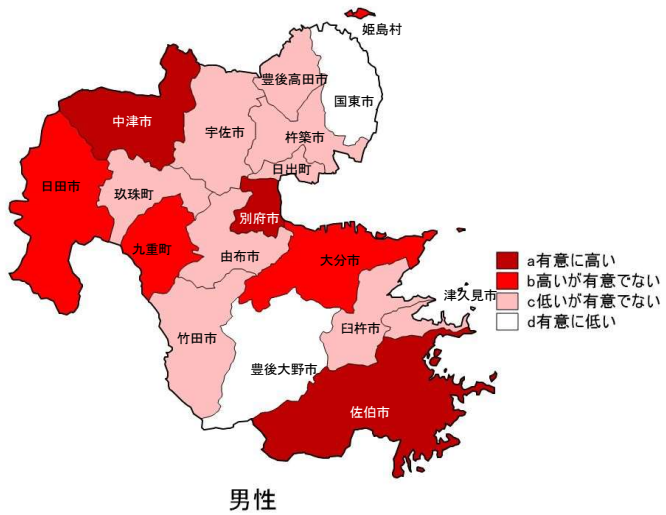 姫島村
豊後高田市
国東市
中津市
宇佐市
杵築市
日出町
日田市
玖珠町
別府市
九重町
由布市
大分市
a有意に高い
b高いが有意でない
c低いが有意でない
d有意に低い
津久見市
臼杵市
竹田市
豊後大野市
佐伯市
男性